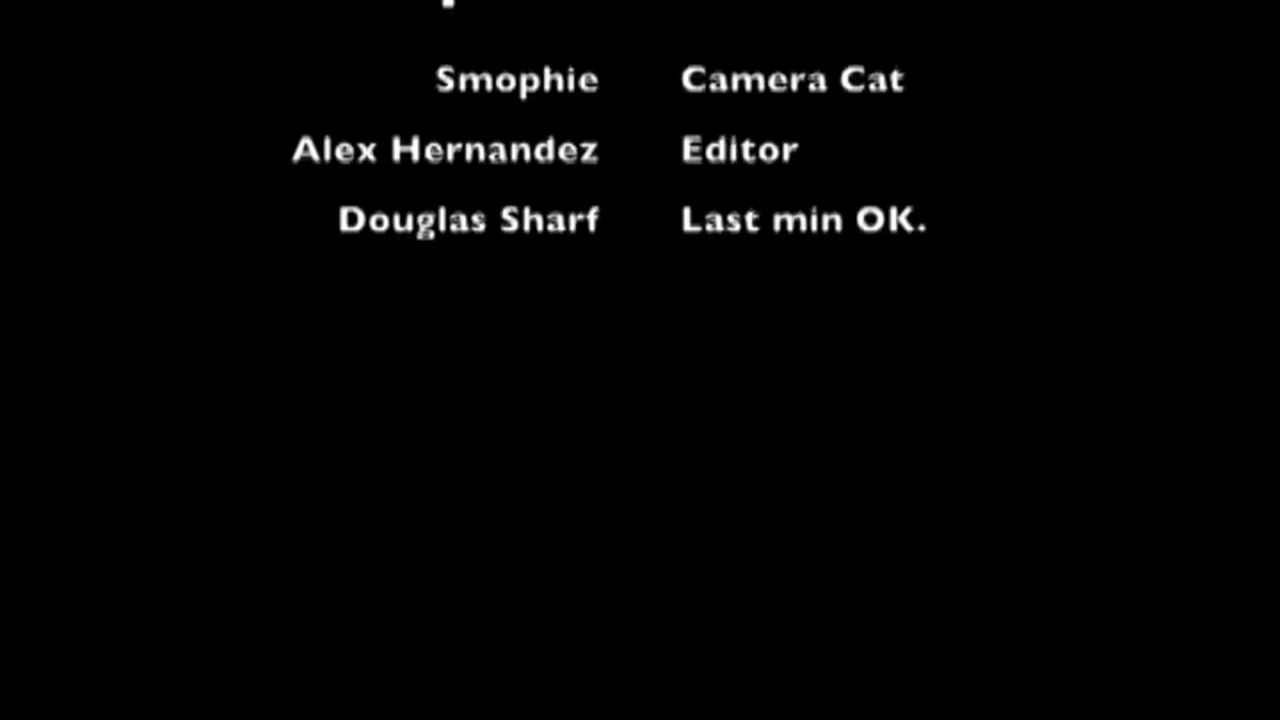 Smophie Camera Cat
Alex Hernandez Editor
Douglas Sharf Last min OK.